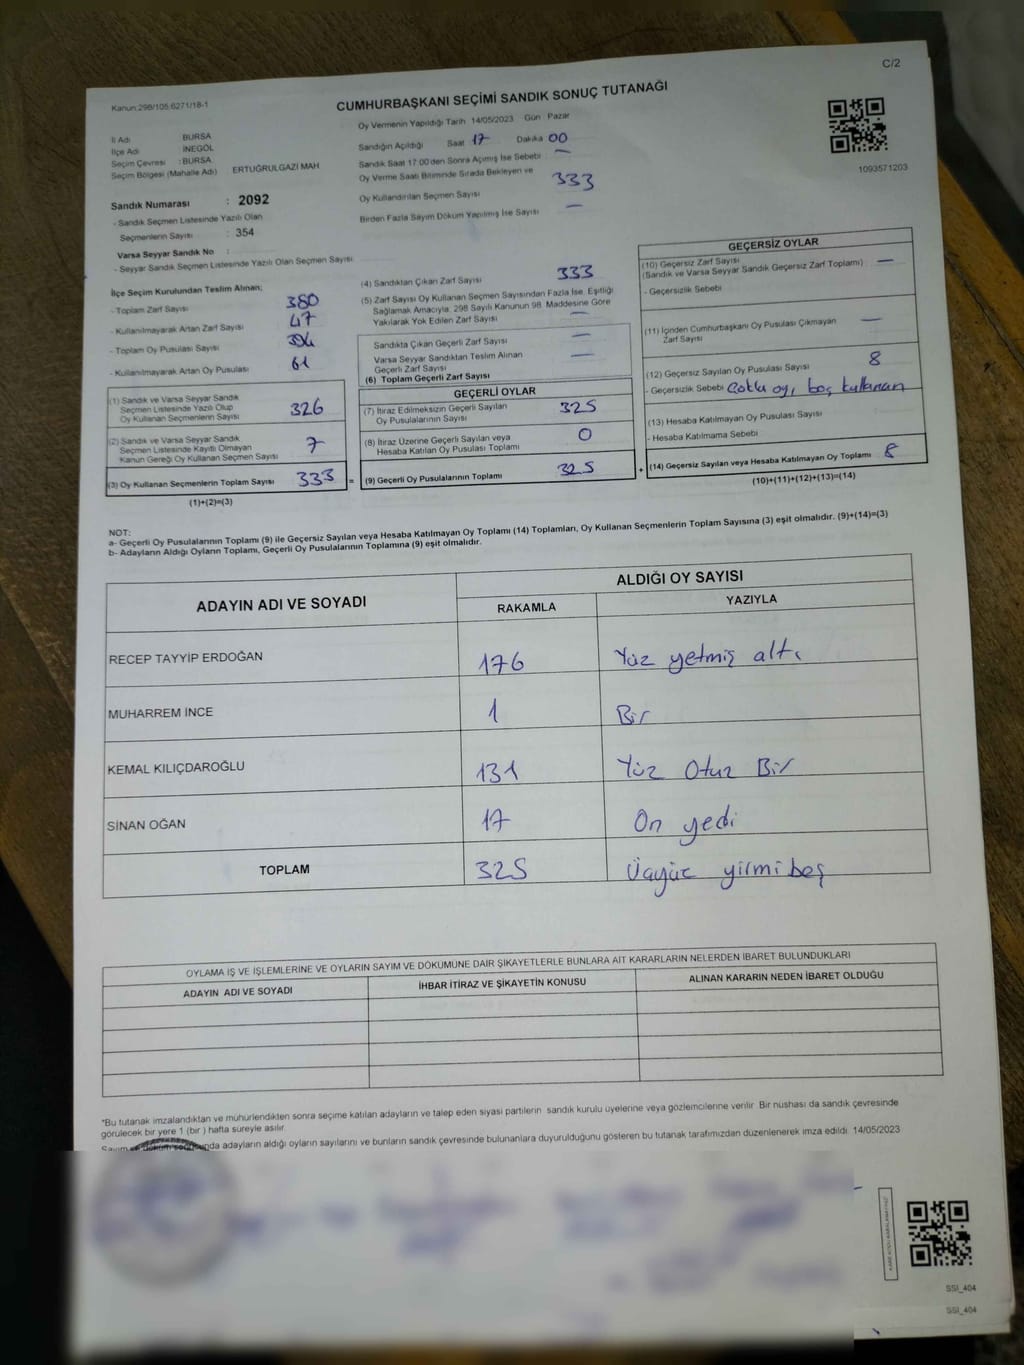 C/2
Kanun:298/105.6271/18-1
CUMHURBAŞKANI SEÇİMİ SANDIK SONUÇ TUTANAĞI
İl Adı BURSA
İlçe Adı İNEGÖL
Seçim Çevresi : BURSA
Seçim Bölgesi (Mahalle Adı) ERTUĞRULGAZİ MAH
Sandık Numarası : 2092
- Sandık Seçmen Listesinde Yazılı Olan
Seçmenlerin Sayısı : 354
Varsa Seyyar Sandık No :
- Seyyar Sandık Seçmen Listesinde Yazılı Olan Seçmen Sayısı
Oy Vermenin Yapıldığı Tarih 14/05/2023 Gün Pazar
Sandığın Açıldığı Saat 17 Dakika 00
Sandık Saat 17:00'den Sonra Açılmış İse Sebebi —
Oy Verme Saati Bitiminde Sırada Bekleyen ve
Oy Kullandırılan Seçmen Sayısı 333
Birden Fazla Sayım Döküm Yapılmış İse Sayısı —
1093571203
İlçe Seçim Kurulundan Teslim Alınan;
- Toplam Zarf Sayısı 380
- Kullanılmayarak Artan Zarf Sayısı 47
- Toplam Oy Pusulası Sayısı
- Kullanılmayarak Artan Oy Pusulası 61
(1) Sandık ve Varsa Seyyar Sandık
Seçmen Listesinde Yazılı Olup
Oy Kullanan Seçmenlerin Sayısı 326
(2) Sandık ve Varsa Seyyar Sandık
Seçmen Listesinde Kayıtlı Olmayan
Kanun Gereği Oy Kullanan Seçmen Sayısı 7
(3) Oy Kullanan Seçmenlerin Toplam Sayısı 333 =
(1)+(2)=(3)
(4) Sandıktan Çıkan Zarf Sayısı 333
(5) Zarf Sayısı Oy Kullanan Seçmen Sayısından Fazla İse, Eşitliği
Sağlamak Amacıyla, 298 Sayılı Kanunun 98. Maddesine Göre
Yakılarak Yok Edilen Zarf Sayısı —
Sandıkta Çıkan Geçerli Zarf Sayısı —
Varsa Seyyar Sandıktan Teslim Alınan
Geçerli Zarf Sayısı —
(6) Toplam Geçerli Zarf Sayısı
GEÇERLİ OYLAR
(7) İtiraz Edilmeksizin Geçerli Sayılan
Oy Pusulalarının Sayısı 325
(8) İtiraz Üzerine Geçerli Sayılan veya
Hesaba Katılan Oy Pusulası Toplamı 0
(9) Geçerli Oy Pusulalarının Toplamı 325 +
GEÇERSİZ OYLAR
(10) Geçersiz Zarf Sayısı —
(Sandık ve Varsa Seyyar Sandık Geçersiz Zarf Toplamı)
- Geçersizlik Sebebi
(11) İçinden Cumhurbaşkanı Oy Pusulası Çıkmayan
Zarf Sayısı —
(12) Geçersiz Sayılan Oy Pusulası Sayısı 8
- Geçersizlik Sebebi Çoklu oy, boş kullanan
(13) Hesaba Katılmayan Oy Pusulası Sayısı
- Hesaba Katılmama Sebebi
(14) Geçersiz Sayılan veya Hesaba Katılmayan Oy Toplamı 8
(10)+(11)+(12)+(13)=(14)
NOT:
a- Geçerli Oy Pusulalarının Toplamı (9) ile Geçersiz Sayılan veya Hesaba Katılmayan Oy Toplamı (14) Toplamları, Oy Kullanan Seçmenlerin Toplam Sayısına (3) eşit olmalıdır. (9)+(14)=(3)
b- Adayların Aldığı Oyların Toplamı, Geçerli Oy Pusulalarının Toplamına (9) eşit olmalıdır.
ADAYIN ADI VE SOYADI
ALDIĞI OY SAYISI
RAKAMLA YAZIYLA
RECEP TAYYİP ERDOĞAN 176 Yüz yetmiş altı
MUHARREM İNCE 1 Bir
KEMAL KILIÇDAROĞLU 131 Yüz Otuz Bir
SİNAN OĞAN 17 On yedi
TOPLAM 325 Üçyüz yirmi beş
OYLAMA İŞ VE İŞLEMLERİNE VE OYLARIN SAYIM VE DÖKÜMÜNE DAİR ŞİKAYETLERLE BUNLARA AİT KARARLARIN NELERDEN İBARET BULUNDUKLARI
ADAYIN ADI VE SOYADI İHBAR İTİRAZ VE ŞİKAYETİN KONUSU ALINAN KARARIN NEDEN İBARET OLDUĞU
*Bu tutanak imzalandıktan ve mühürlendikten sonra seçime katılan adayların ve talep eden siyasi partilerin sandık kurulu üyelerine veya gözlemcilerine verilir. Bir nüshası da sandık çevresinde
görülecek bir yere 1 (bir) hafta süreyle asılır.
adayların aldığı oyların sayılarını ve bunların sandık çevresinde bulunanlara duyurulduğunu gösteren bu tutanak tarafımızdan düzenlenerek imza edildi. 14/05/2023
SSI_404
SSI_404